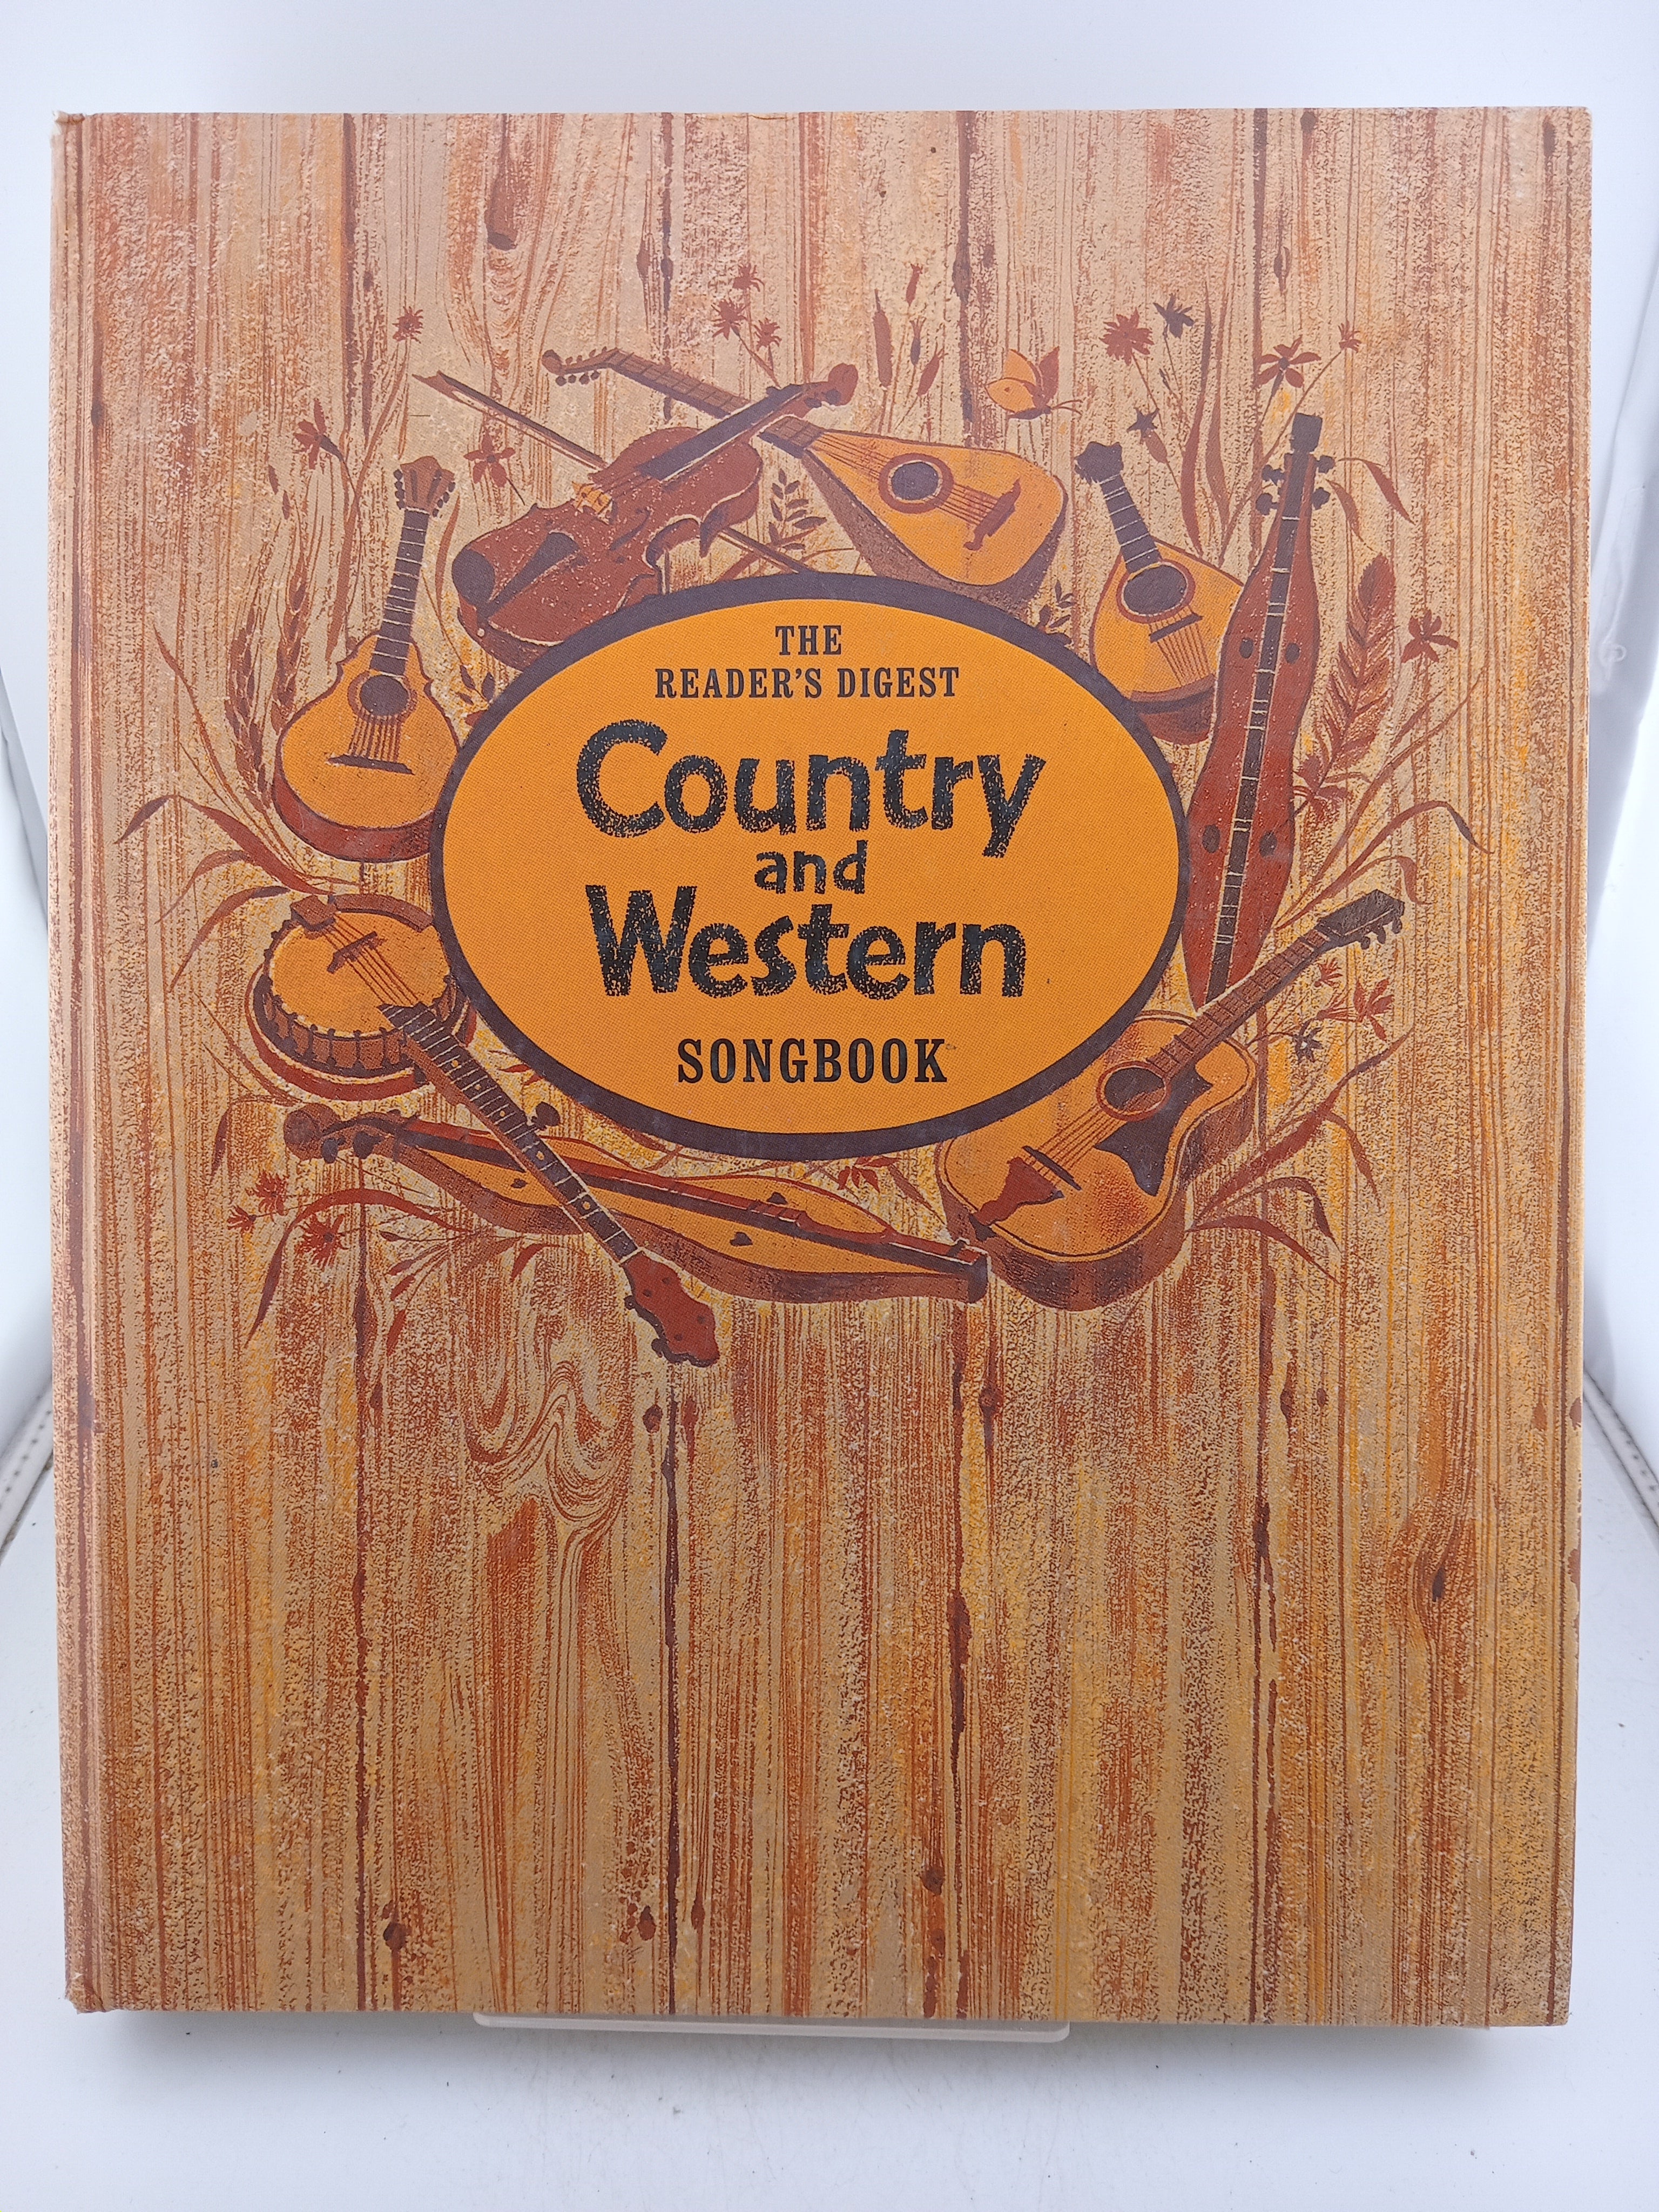 THE
READER'S DIGEST
Country
and
Western
SONGBOOK